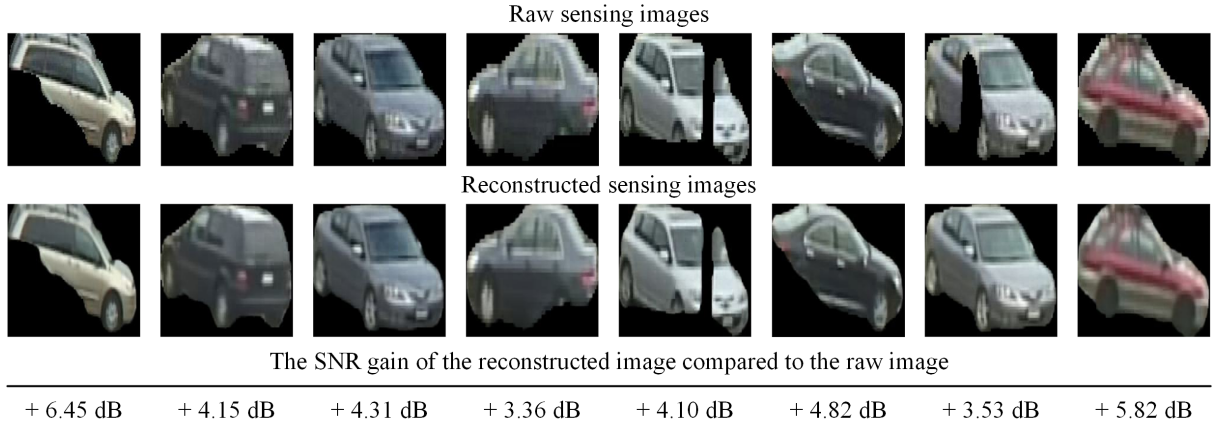 Raw sensing images
Reconstructed sensing images
The SNR gain of the reconstructed image compared to the raw image
+ 6.45 dB + 4.15 dB + 4.31 dB + 3.36 dB + 4.10 dB + 4.82 dB + 3.53 dB + 5.82 dB